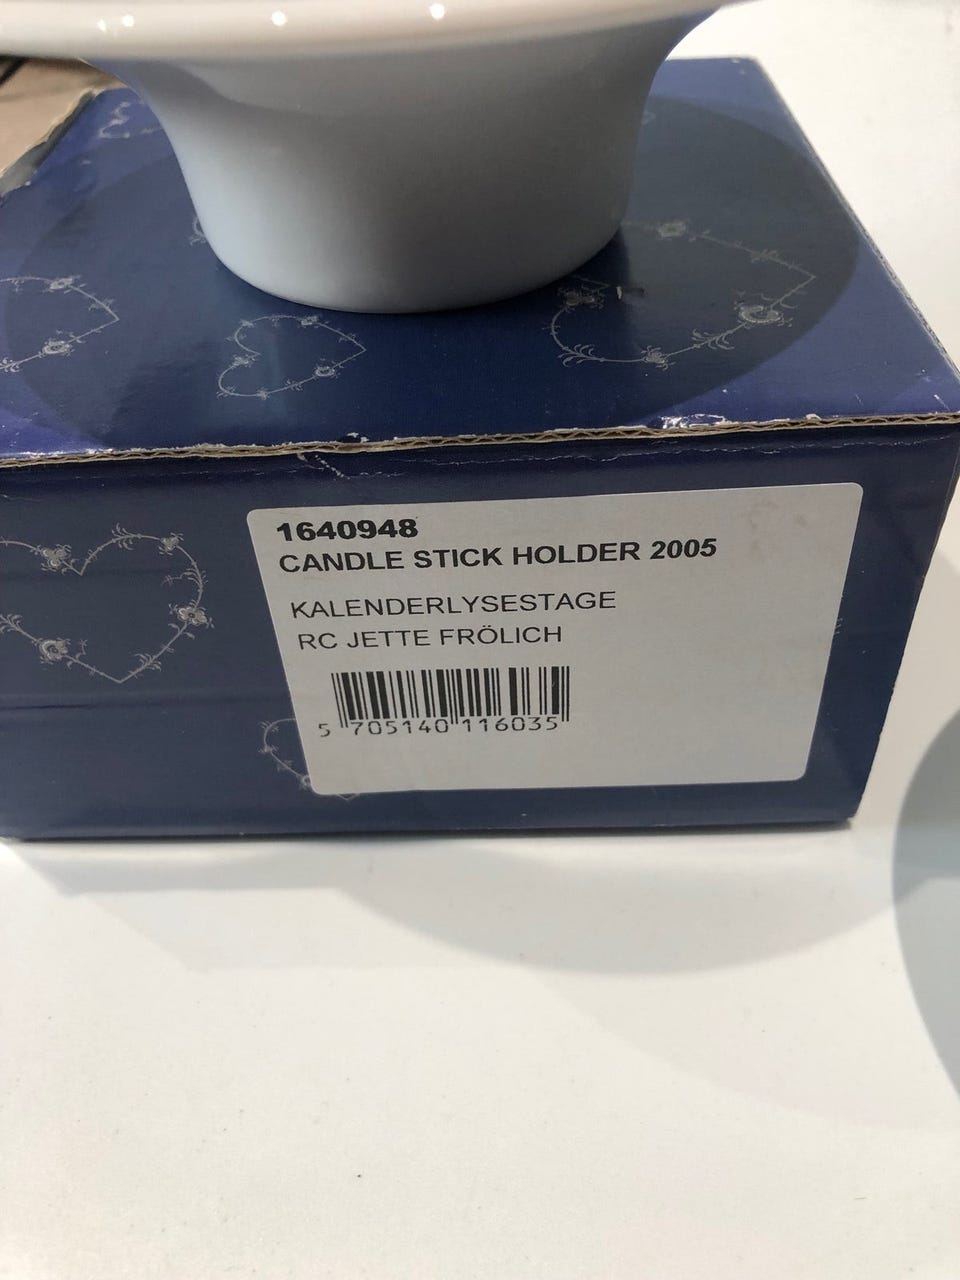 1640948
CANDLE STICK HOLDER 2005
KALENDERLYSESTAGE
RC JETTE FRÖLICH
5 705140 116035